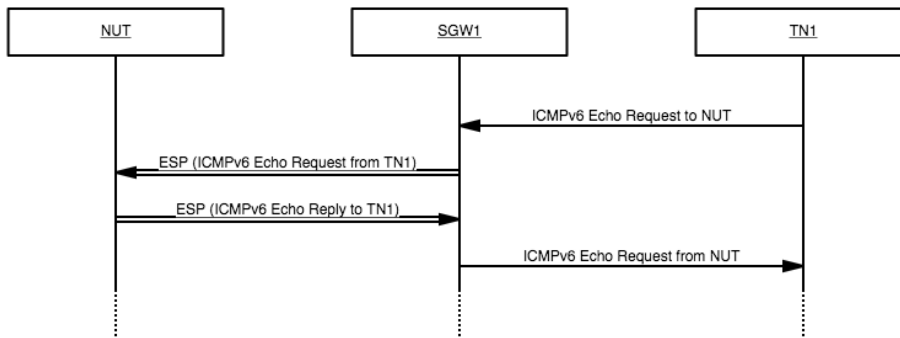 NUT
SGW1
TN1
ICMPv6 Echo Request to NUT
ESP (ICMPv6 Echo Request from TN1)
ESP (ICMPv6 Echo Reply to TN1)
ICMPv6 Echo Request from NUT